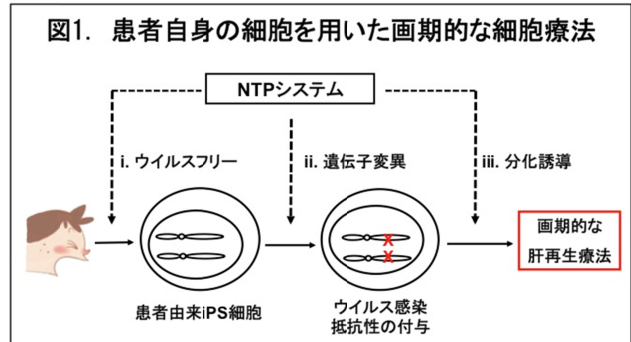 図1. 患者自身の細胞を用いた画期的な細胞療法
NTPシステム
i. ウイルスフリー
ii. 遺伝子変異
iii. 分化誘導
画期的な
肝再生療法
患者由来iPS細胞
ウイルス感染
抵抗性の付与